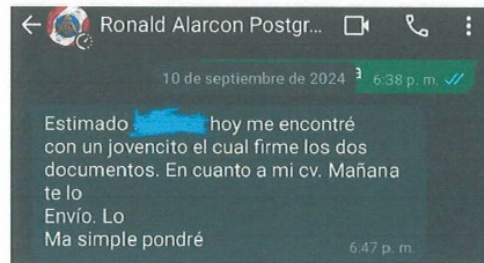 Ronald Alarcon Postgr...
10 de septiembre de 2024
a 6:38 p. m.
Estimado hoy me encontré
con un jovencito el cual firme los dos
documentos. En cuanto a mi cv. Mañana
te lo
Envío. Lo
Ma simple pondré
6:47 p. m.